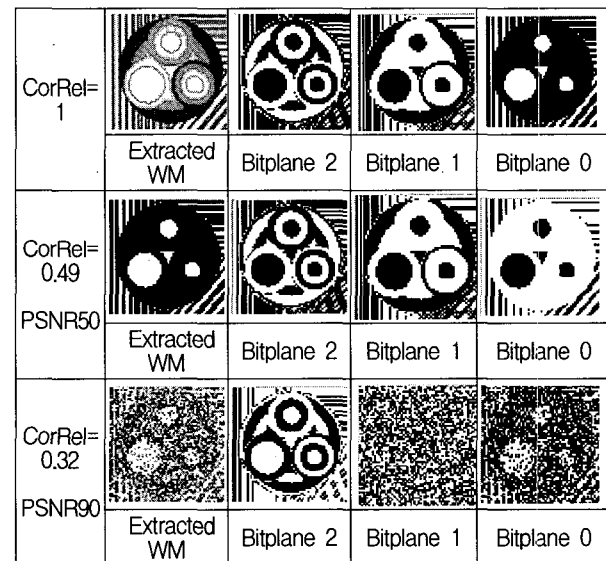 CorRel=
1
Extracted
WM
Bitplane 2
Bitplane 1
Bitplane 0
CorRel=
0.49
PSNR50
Extracted
WM
Bitplane 2
Bitplane 1
Bitplane 0
CorRel=
0.32
PSNR90
Extracted
WM
Bitplane 2
Bitplane 1
Bitplane 0